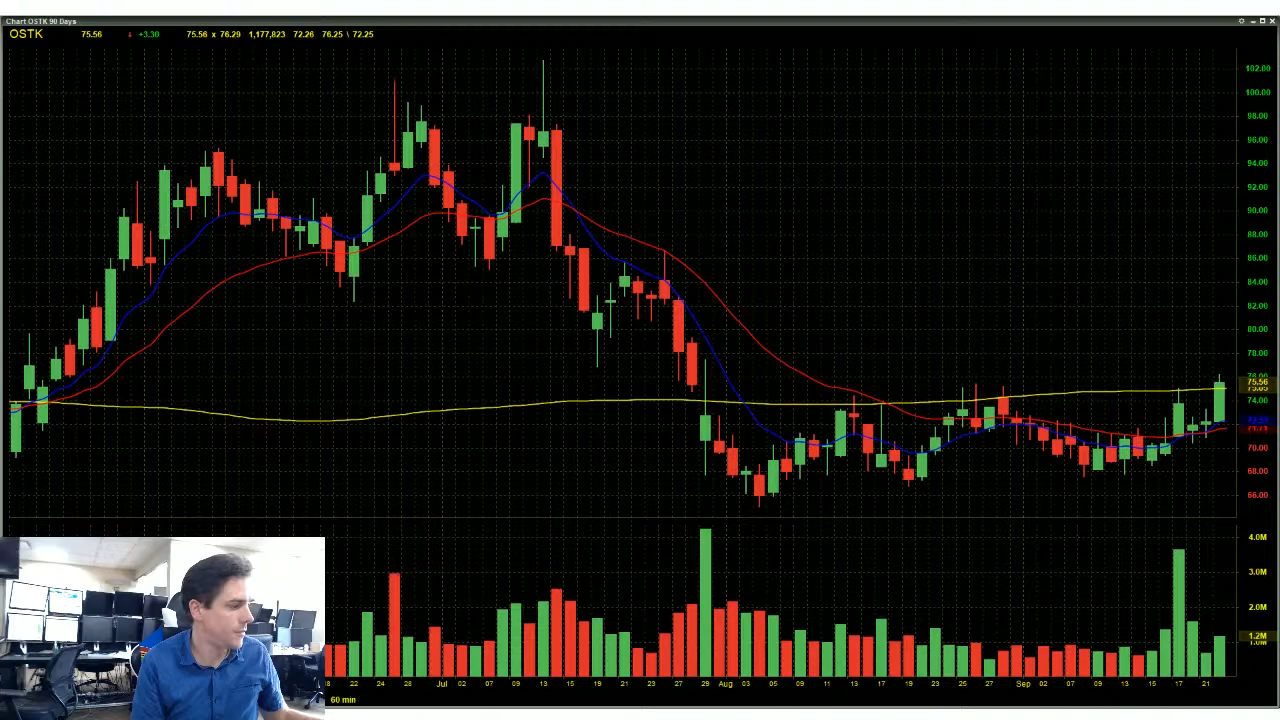 Chart OSTK 90 Days
OSTK 75.56 +3.30 75.56 x 76.29 1,177,823 72.26 76.25 \ 72.25
102.00
100.00
98.00
96.00
94.00
92.00
90.00
88.00
86.00
84.00
82.00
80.00
78.00
75.56
74.00
70.00
68.00
66.00
4.0M
3.0M
2.0M
1.2M
22 24 28 Jul 02 07 09 13 15 19 21 23 27 29 Aug 03 05 09 11 13 17 19 23 25 27 Sep 02 07 09 13 15 17 21
60 min